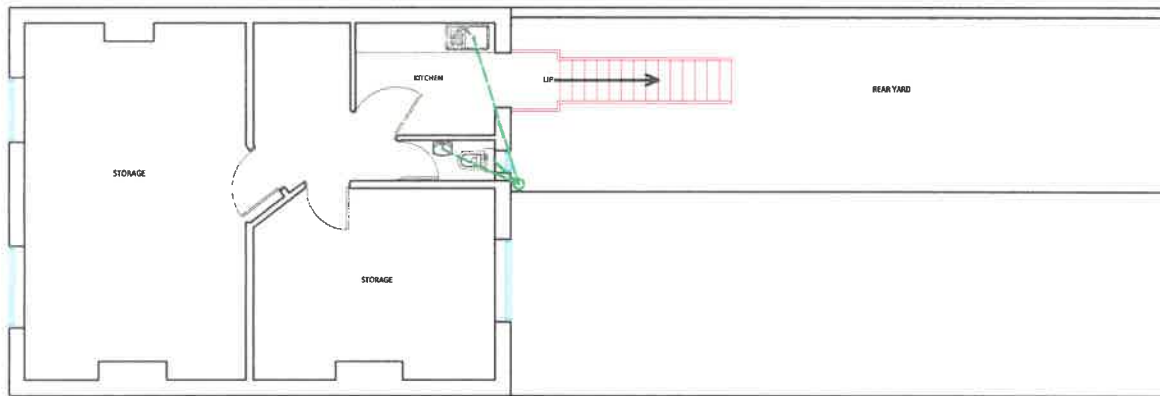 KITCHEN
UP
REAR YARD
STORAGE
STORAGE